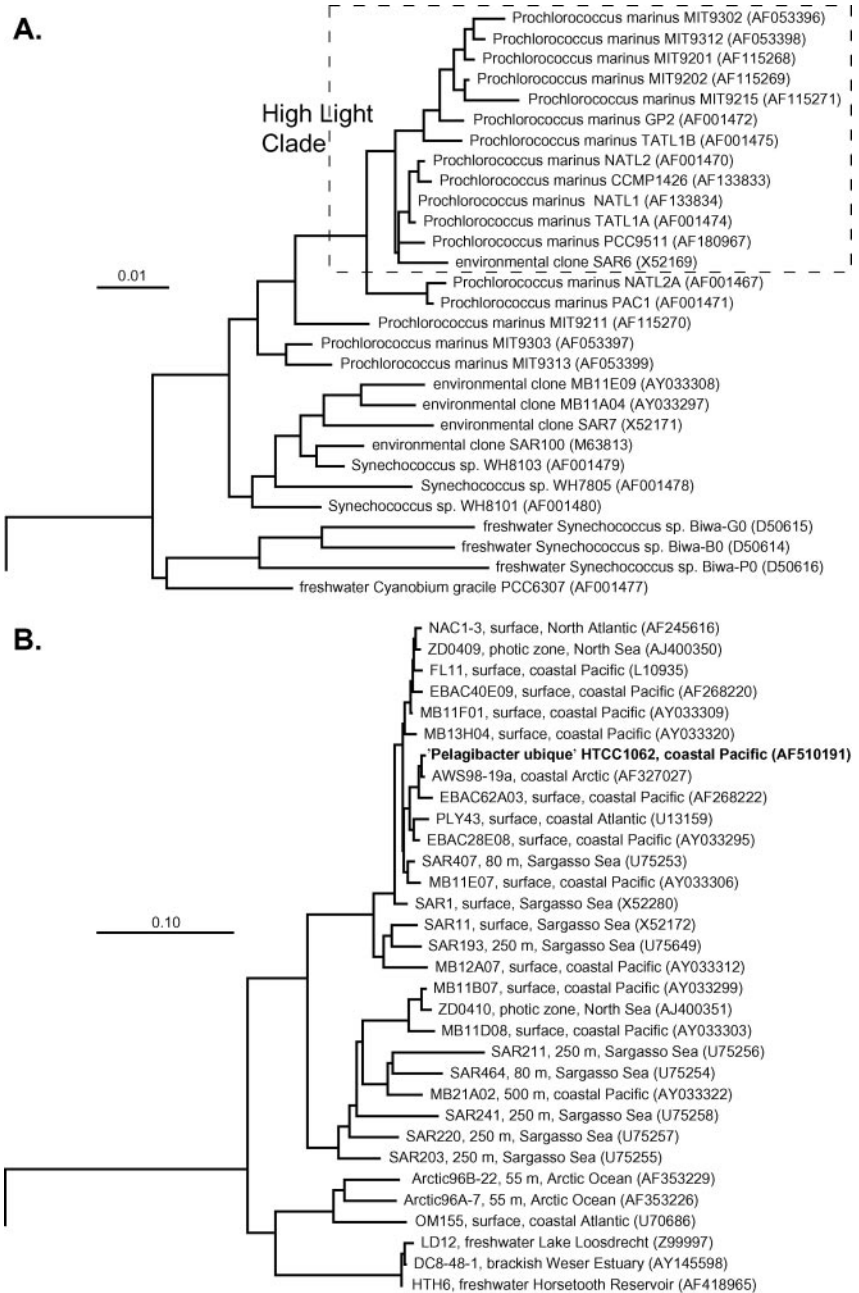 A.
Prochlorococcus marinus MIT9302 (AF053396)
Prochlorococcus marinus MIT9312 (AF053398)
Prochlorococcus marinus MIT9201 (AF115268)
Prochlorococcus marinus MIT9202 (AF115269)
Prochlorococcus marinus MIT9215 (AF115271)
High Light
Clade
Prochlorococcus marinus GP2 (AF001472)
Prochlorococcus marinus TATL1B (AF001475)
Prochlorococcus marinus NATL2 (AF001470)
Prochlorococcus marinus CCMP1426 (AF133833)
Prochlorococcus marinus NATL1 (AF133834)
Prochlorococcus marinus TATL1A (AF001474)
Prochlorococcus marinus PCC9511 (AF180967)
environmental clone SAR6 (X52169)
0.01
Prochlorococcus marinus NATL2A (AF001467)
Prochlorococcus marinus PAC1 (AF001471)
Prochlorococcus marinus MIT9211 (AF115270)
Prochlorococcus marinus MIT9303 (AF053397)
Prochlorococcus marinus MIT9313 (AF053399)
environmental clone MB11E09 (AY033308)
environmental clone MB11A04 (AY033297)
environmental clone SAR7 (X52171)
environmental clone SAR100 (M63813)
Synechococcus sp. WH8103 (AF001479)
Synechococcus sp. WH7805 (AF001478)
Synechococcus sp. WH8101 (AF001480)
freshwater Synechococcus sp. Biwa-G0 (D50615)
freshwater Synechococcus sp. Biwa-B0 (D50614)
freshwater Synechococcus sp. Biwa-P0 (D50616)
freshwater Cyanobium gracile PCC6307 (AF001477)
B.
NAC1-3, surface, North Atlantic (AF245616)
ZD0409, photic zone, North Sea (AJ400350)
FL11, surface, coastal Pacific (L10935)
EBAC40E09, surface, coastal Pacific (AF268220)
MB11F01, surface, coastal Pacific (AY033309)
MB13H04, surface, coastal Pacific (AY033320)
'Pelagibacter ubique' HTCC1062, coastal Pacific (AF510191)
AWS98-19a, coastal Arctic (AF327027)
EBAC62A03, surface, coastal Pacific (AF268222)
PLY43, surface, coastal Atlantic (U13159)
EBAC28E08, surface, coastal Pacific (AY033295)
SAR407, 80 m, Sargasso Sea (U75253)
MB11E07, surface, coastal Pacific (AY033306)
SAR1, surface, Sargasso Sea (X52280)
0.10
SAR11, surface, Sargasso Sea (X52172)
SAR193, 250 m, Sargasso Sea (U75649)
MB12A07, surface, coastal Pacific (AY033312)
MB11B07, surface, coastal Pacific (AY033299)
ZD0410, photic zone, North Sea (AJ400351)
MB11D08, surface, coastal Pacific (AY033303)
SAR211, 250 m, Sargasso Sea (U75256)
SAR464, 80 m, Sargasso Sea (U75254)
MB21A02, 500 m, coastal Pacific (AY033322)
SAR241, 250 m, Sargasso Sea (U75258)
SAR220, 250 m, Sargasso Sea (U75257)
SAR203, 250 m, Sargasso Sea (U75255)
Arctic96B-22, 55 m, Arctic Ocean (AF353229)
Arctic96A-7, 55 m, Arctic Ocean (AF353226)
OM155, surface, coastal Atlantic (U70686)
LD12, freshwater Lake Loosdrecht (Z99997)
DC8-48-1, brackish Weser Estuary (AY145598)
HTH6, freshwater Horsetooth Reservoir (AF418965)